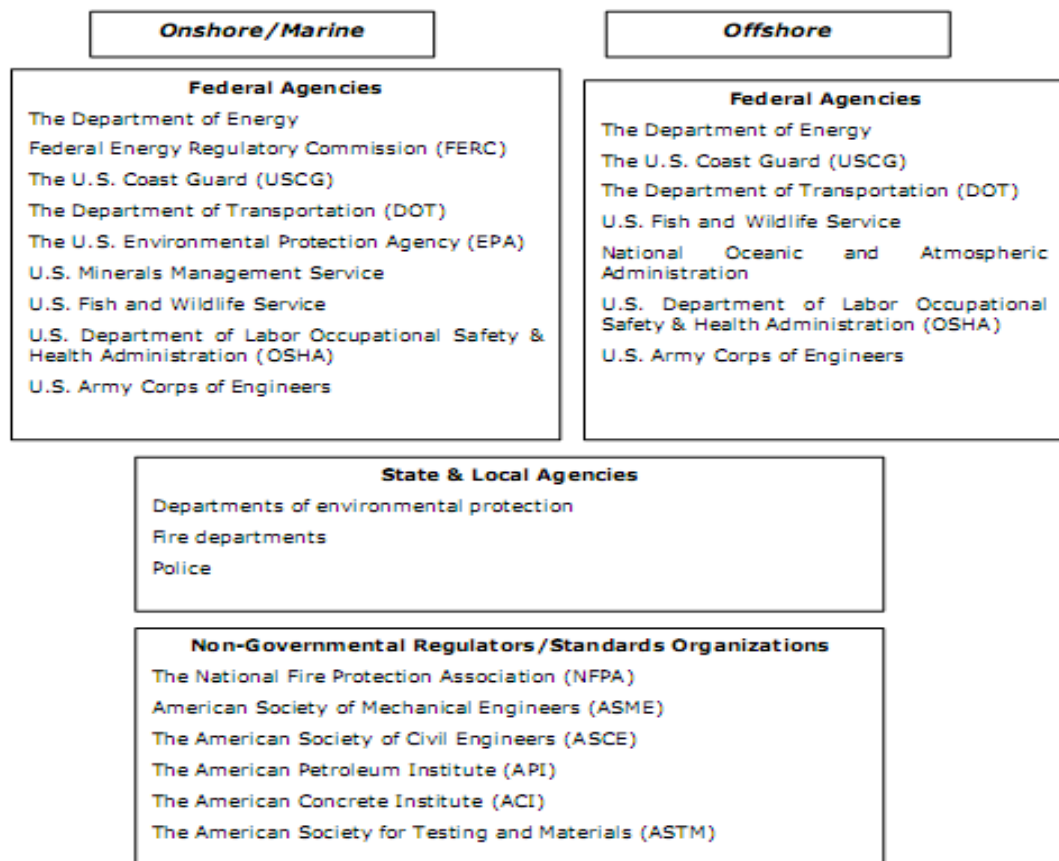 Onshore/Marine
Offshore
Federal Agencies
The Department of Energy
Federal Energy Regulatory Commission (FERC)
The U.S. Coast Guard (USCG)
The Department of Transportation (DOT)
The U.S. Environmental Protection Agency (EPA)
U.S. Minerals Management Service
U.S. Fish and Wildlife Service
U.S. Department of Labor Occupational Safety &
Health Administration (OSHA)
U.S. Army Corps of Engineers
Federal Agencies
The Department of Energy
The U.S. Coast Guard (USCG)
The Department of Transportation (DOT)
U.S. Fish and Wildlife Service
National Oceanic and Atmospheric
Administration
U.S. Department of Labor Occupational
Safety & Health Administration (OSHA)
U.S. Army Corps of Engineers
State & Local Agencies
Departments of environmental protection
Fire departments
Police
Non-Governmental Regulators/Standards Organizations
The National Fire Protection Association (NFPA)
American Society of Mechanical Engineers (ASME)
The American Society of Civil Engineers (ASCE)
The American Petroleum Institute (API)
The American Concrete Institute (ACI)
The American Society for Testing and Materials (ASTM)